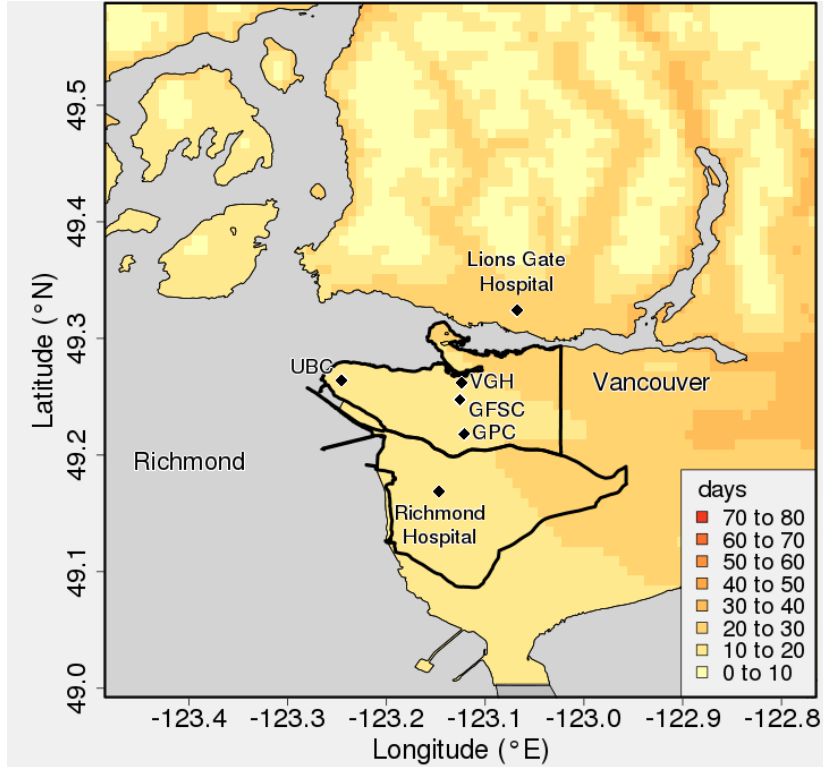 49.5
49.4
49.3
49.2
49.1
49.0
Latitude (°N)
Lions Gate
Hospital
UBC
VGH
GFSC
GPC
Vancouver
Richmond
Richmond
Hospital
days
70 to 80
60 to 70
50 to 60
40 to 50
30 to 40
20 to 30
10 to 20
0 to 10
-123.4 -123.3 -123.2 -123.1 -123.0 -122.9 -122.8
Longitude (°E)